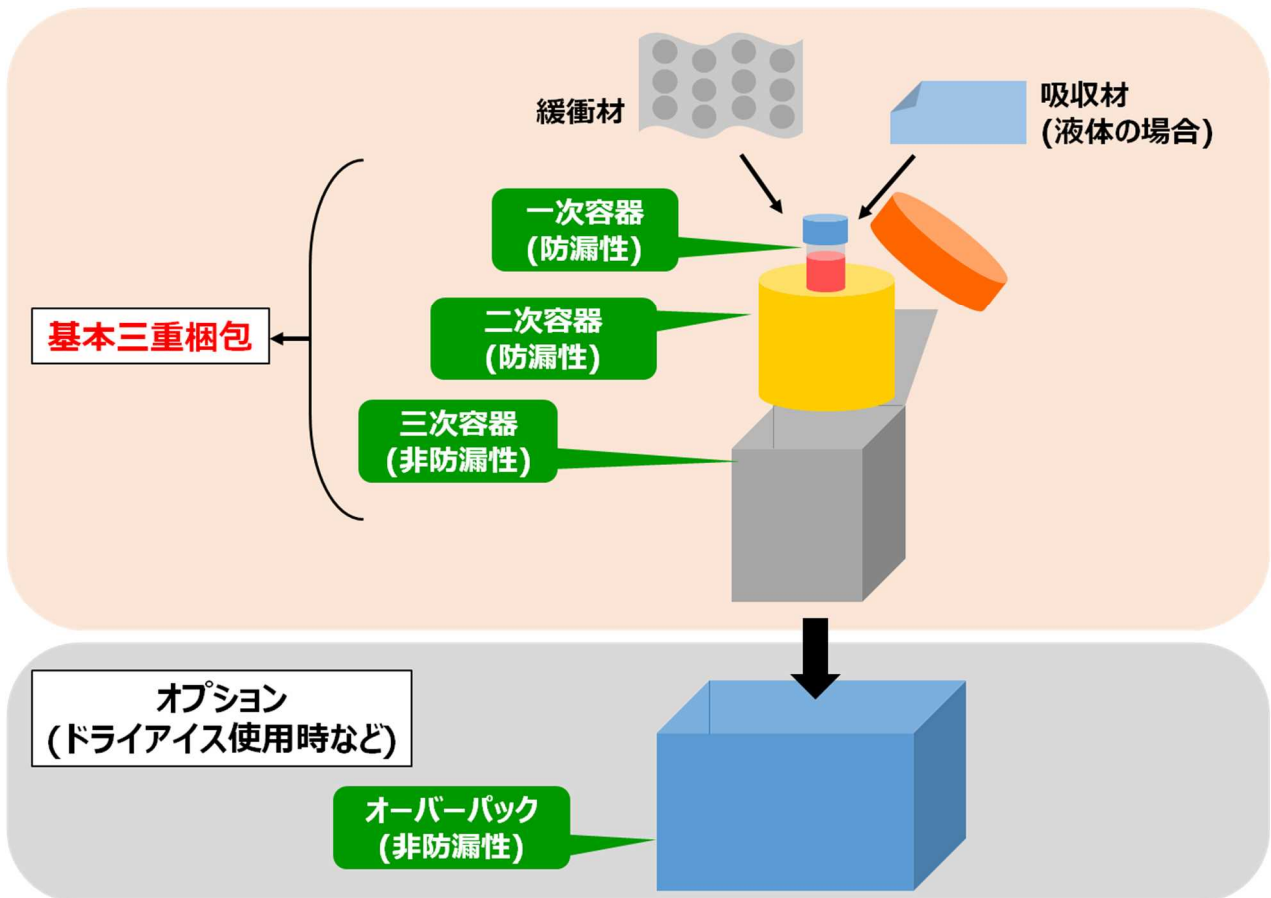 緩衝材
吸収材
(液体の場合)
一次容器
(防漏性)
二次容器
(防漏性)
基本三重梱包
三次容器
(非防漏性)
オプション
(ドライアイス使用時など)
オーバーパック
(非防漏性)